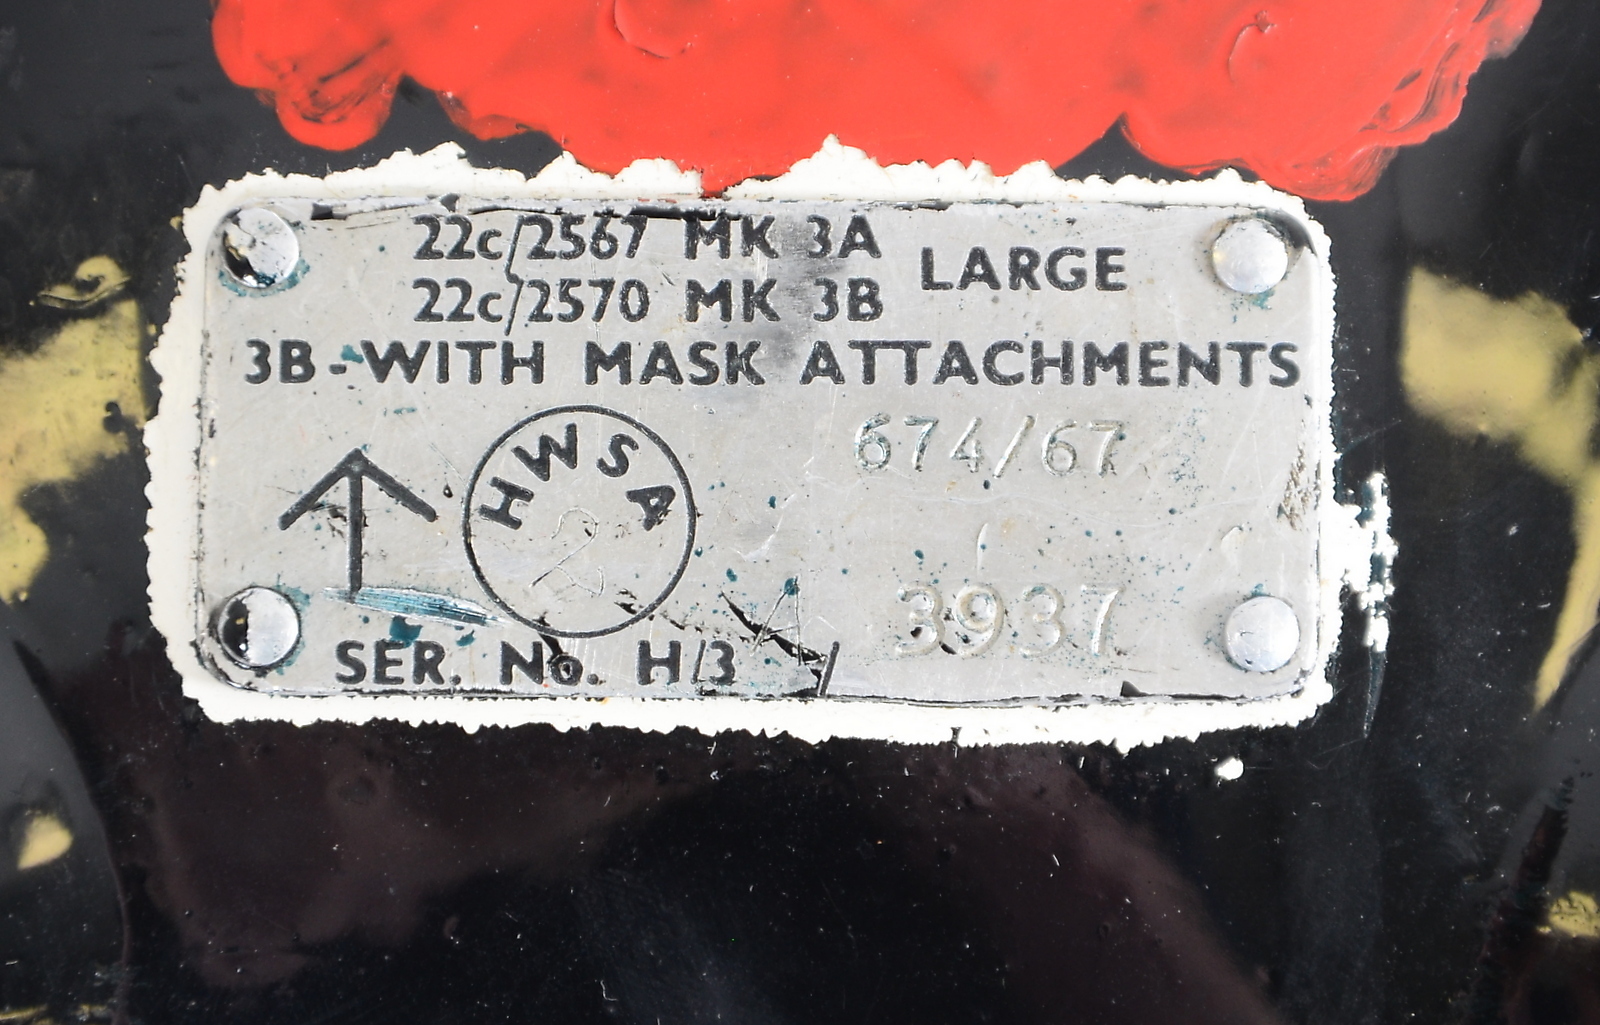 22c/2567 MK 3A
22c/2570 MK 3B LARGE
3B-WITH MASK ATTACHMENTS
674/67
HWSA
2
3937
SER. No. H/3